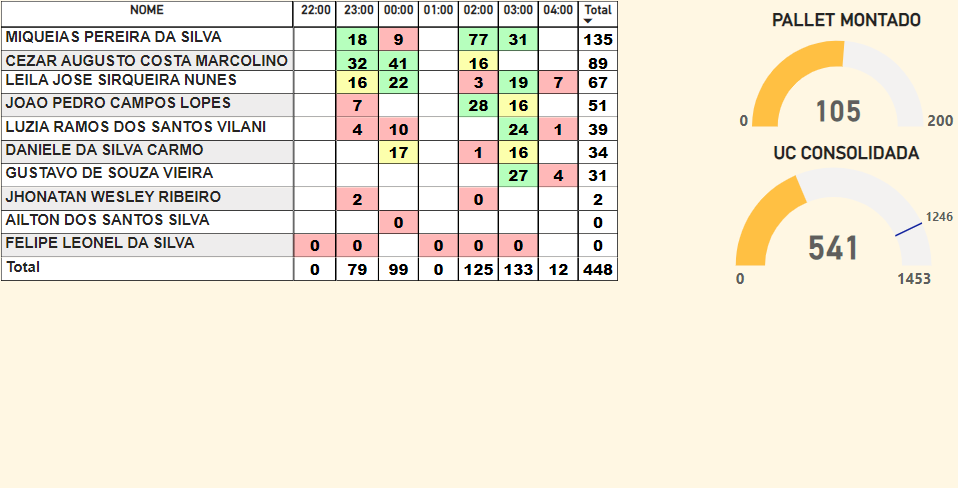 NOME 22:00 23:00 00:00 01:00 02:00 03:00 04:00 Total
MIQUEIAS PEREIRA DA SILVA 18 9 77 31 135
CEZAR AUGUSTO COSTA MARCOLINO 32 41 16 89
LEILA JOSE SIRQUEIRA NUNES 16 22 3 19 7 67
JOAO PEDRO CAMPOS LOPES 7 28 16 51
LUZIA RAMOS DOS SANTOS VILANI 4 10 24 1 39
DANIELE DA SILVA CARMO 17 1 16 34
GUSTAVO DE SOUZA VIEIRA 27 4 31
JHONATAN WESLEY RIBEIRO 2 0 2
AILTON DOS SANTOS SILVA 0 0
FELIPE LEONEL DA SILVA 0 0 0 0 0 0
Total 0 79 99 0 125 133 12 448
PALLET MONTADO
105
0 200
UC CONSOLIDADA
1246
541
0 1453